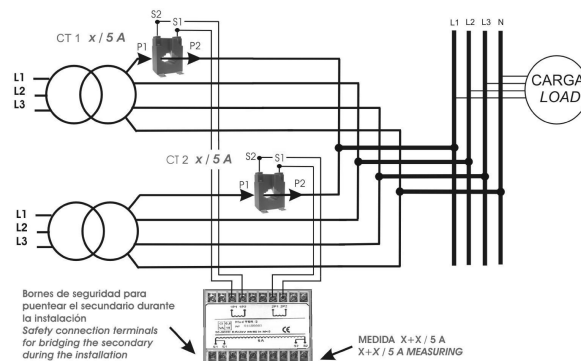 S2 S1
CT 1 x / 5 A
P1 P2
L1
L2
L3
L1 L2 L3 N
CARGA
LOAD
CT 2 x / 5 A
S2 S1
P1 P2
L1
L2
L3
Bornes de seguridad para
puentear el secundario durante
la instalación
Safety connection terminals
for bridging the secondary
during the installation
CE
MEDIDA X+X / 5 A
X+X / 5 A MEASURING